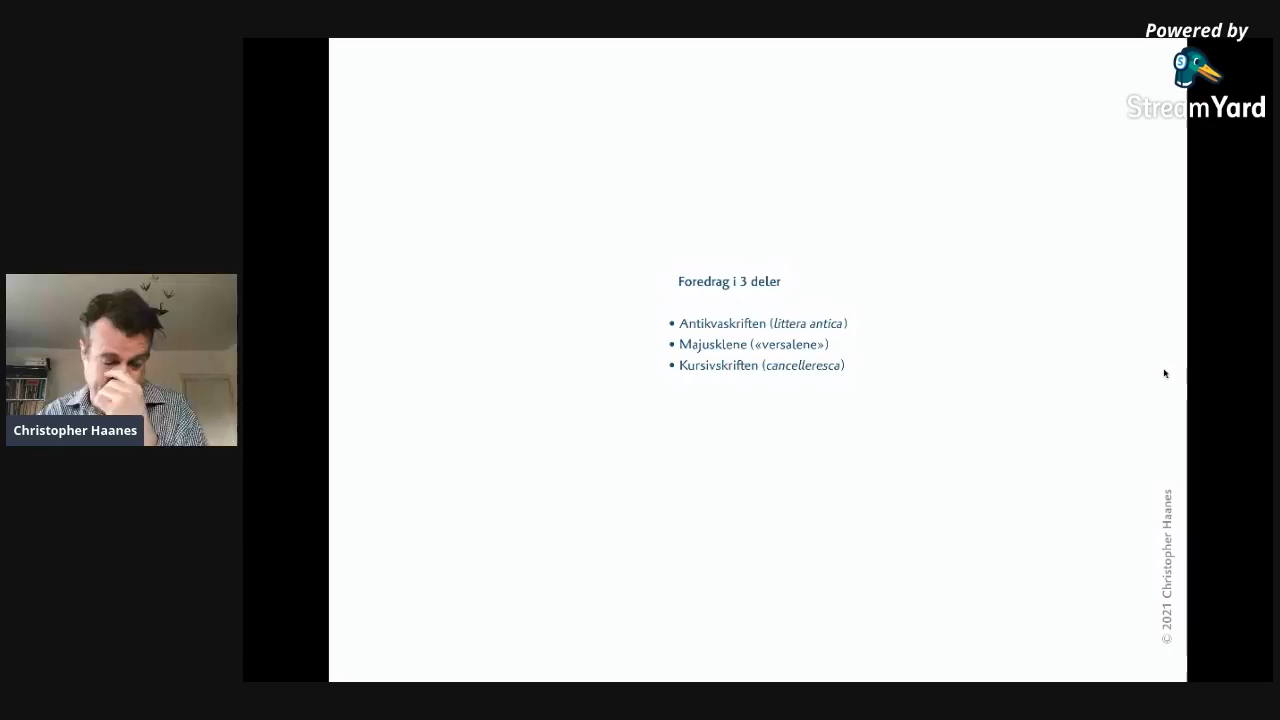 Powered by
StreamYard
Foredrag i 3 deler
• Antikvaskriften (littera antica)
• Majusklene («versalene»)
• Kursivskriften (cancelleresca)
Christopher Haanes
© 2021 Christopher Haanes